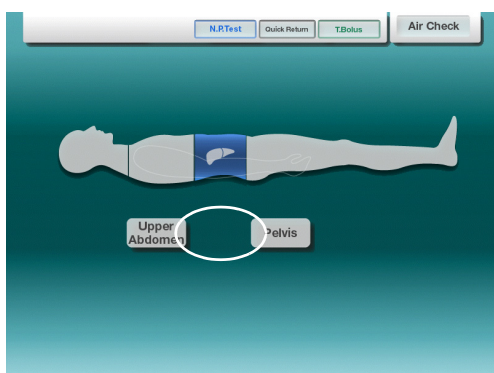 N.P.Test
Quick Return
T.Bolus
Air Check
Upper
Abdomen
Pelvis